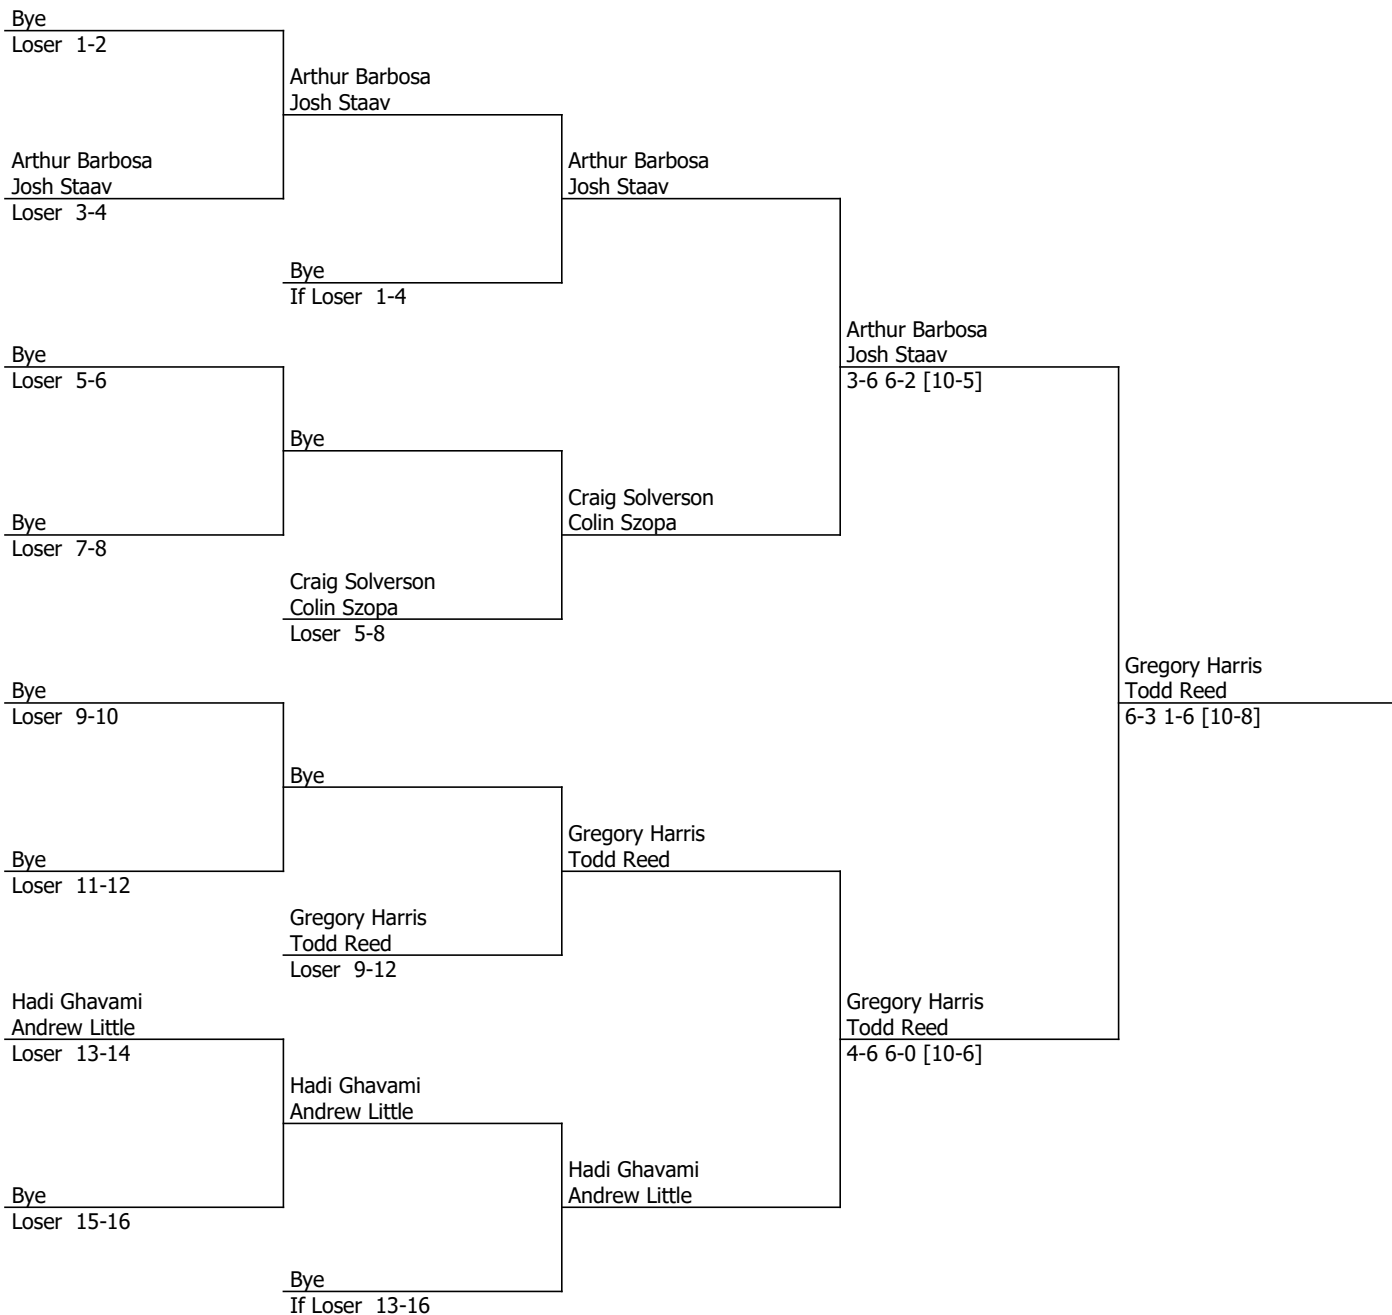 Bye
Loser 1-2
Arthur Barbosa
Josh Staav
Arthur Barbosa
Josh Staav
Loser 3-4
Arthur Barbosa
Josh Staav
Bye
If Loser 1-4
Arthur Barbosa
Josh Staav
3-6 6-2 [10-5]
Bye
Loser 5-6
Bye
Craig Solverson
Colin Szopa
Bye
Loser 7-8
Craig Solverson
Colin Szopa
Loser 5-8
Gregory Harris
Todd Reed
6-3 1-6 [10-8]
Bye
Loser 9-10
Bye
Gregory Harris
Todd Reed
Bye
Loser 11-12
Gregory Harris
Todd Reed
Loser 9-12
Hadi Ghavami
Andrew Little
Loser 13-14
Gregory Harris
Todd Reed
4-6 6-0 [10-6]
Hadi Ghavami
Andrew Little
Hadi Ghavami
Andrew Little
Bye
Loser 15-16
Bye
If Loser 13-16